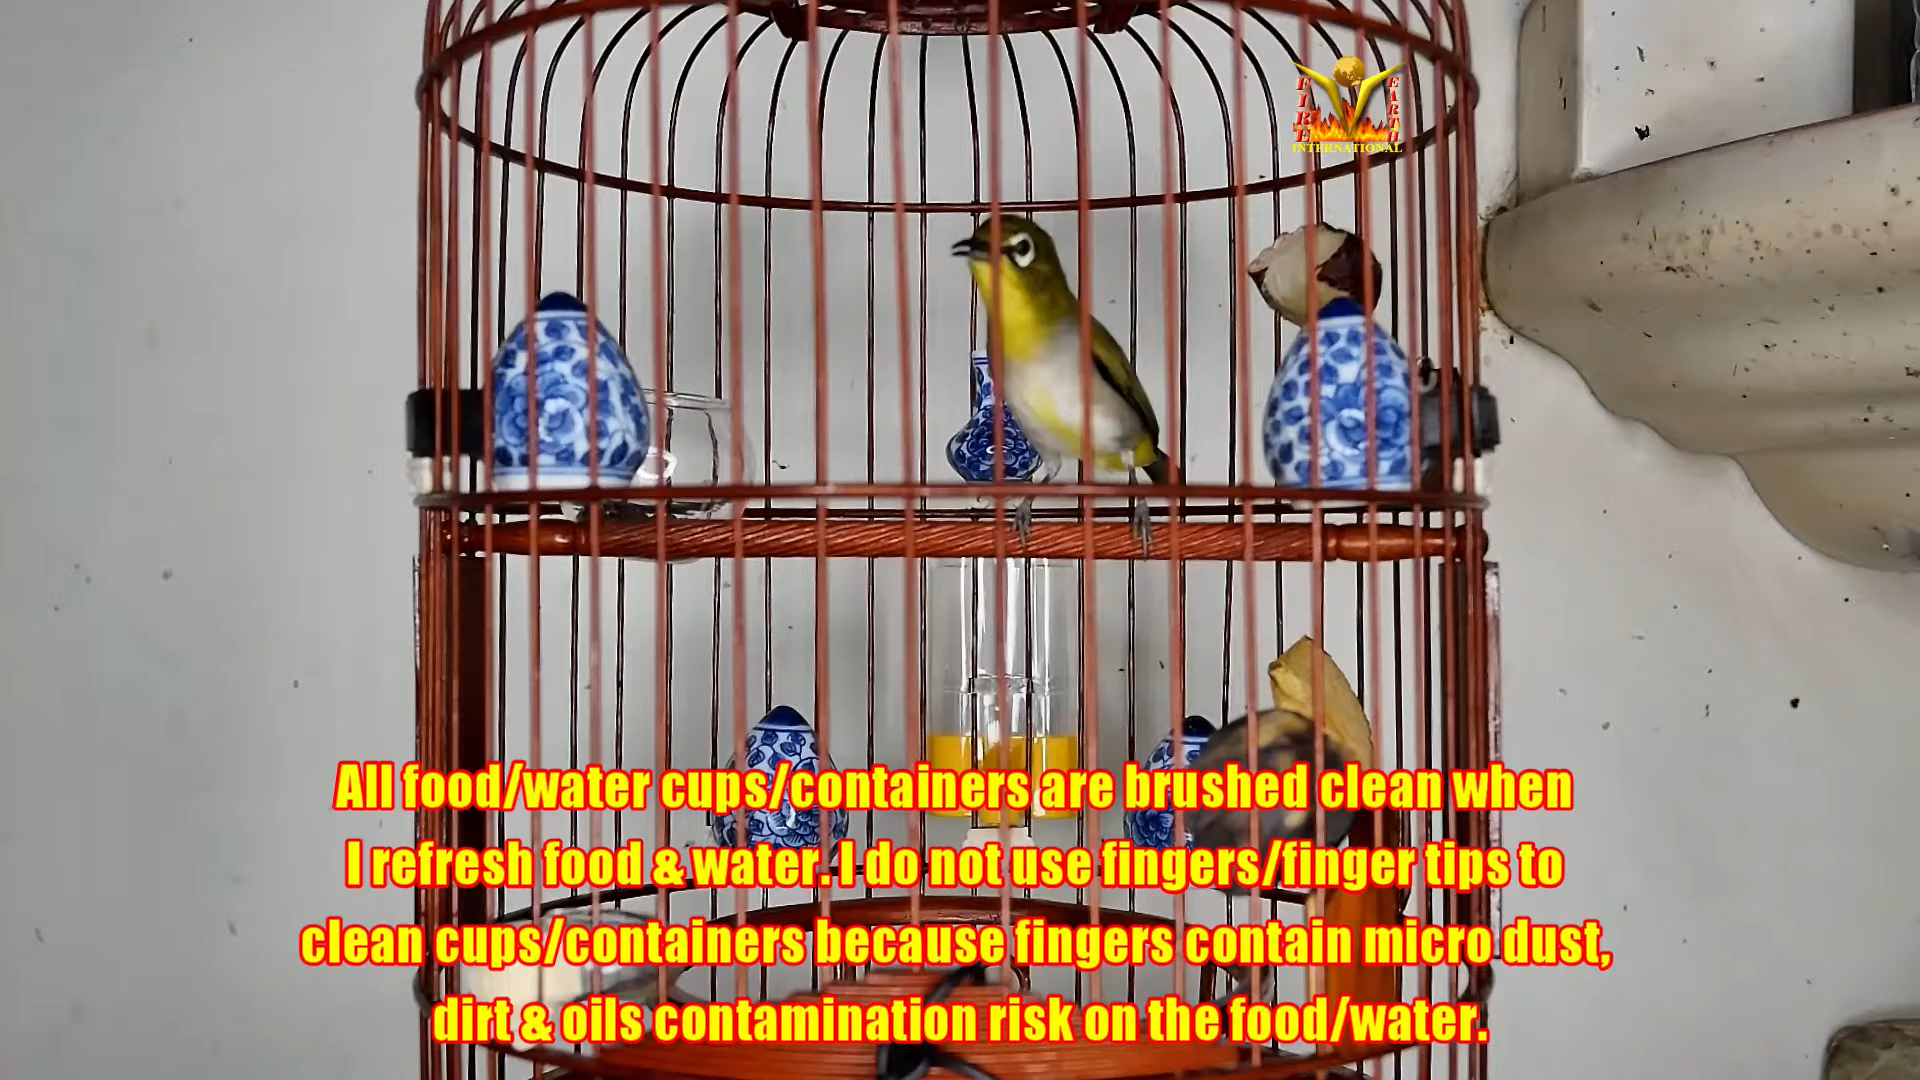 FIRE EARTH
INTERNATIONAL
All food/water cups/containers are brushed clean when
I refresh food & water. I do not use fingers/finger tips to
clean cups/containers because fingers contain micro dust,
dirt & oils contamination risk on the food/water.